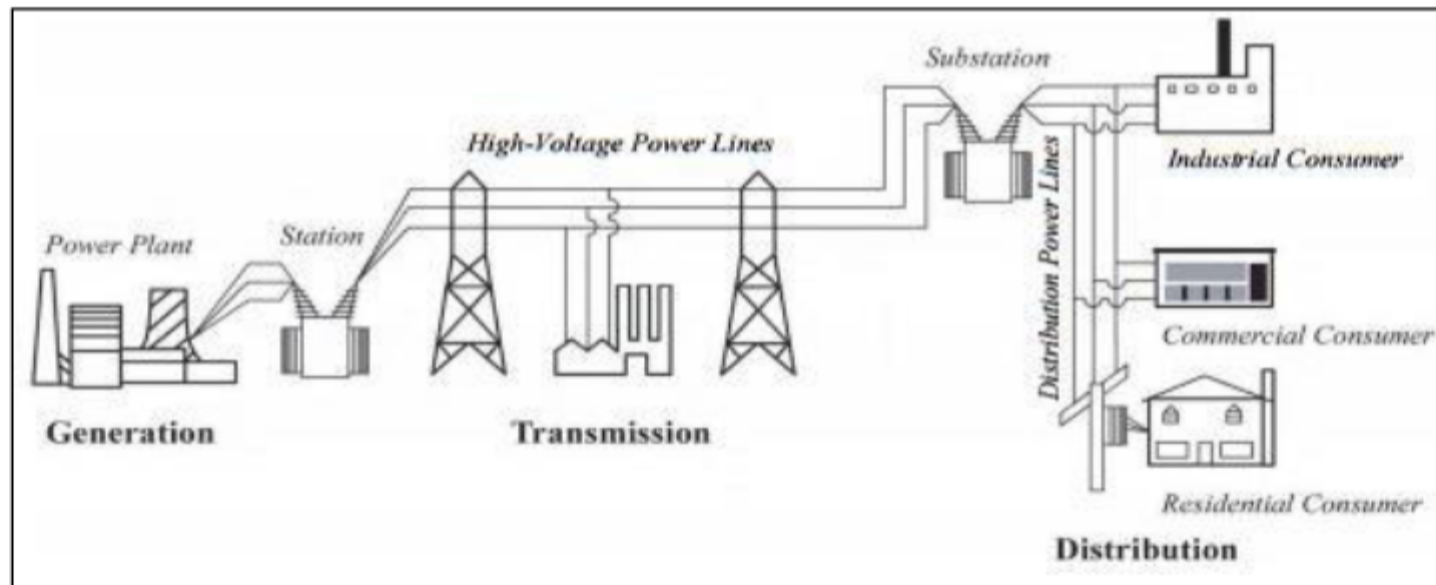 Substation
High-Voltage Power Lines
Industrial Consumer
Station
Power Plant
Distribution Power Lines
Commercial Consumer
Generation
Transmission
Residential Consumer
Distribution